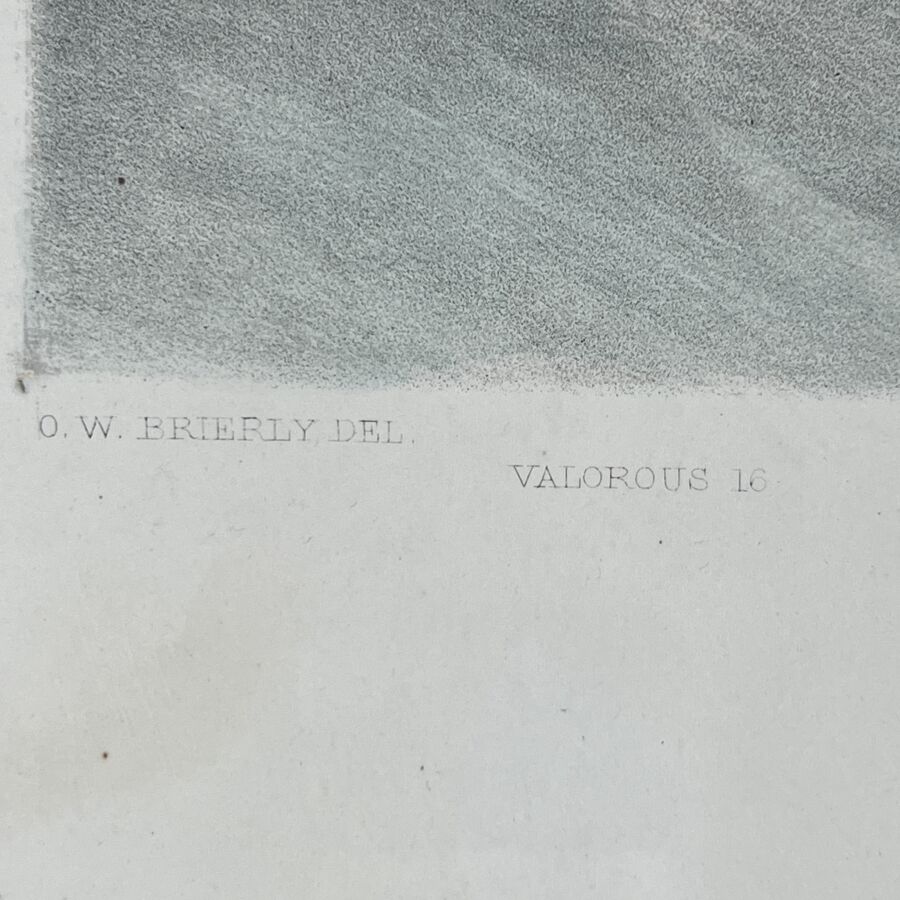 O. W. BRIERLY, DEL.
VALOROUS 16